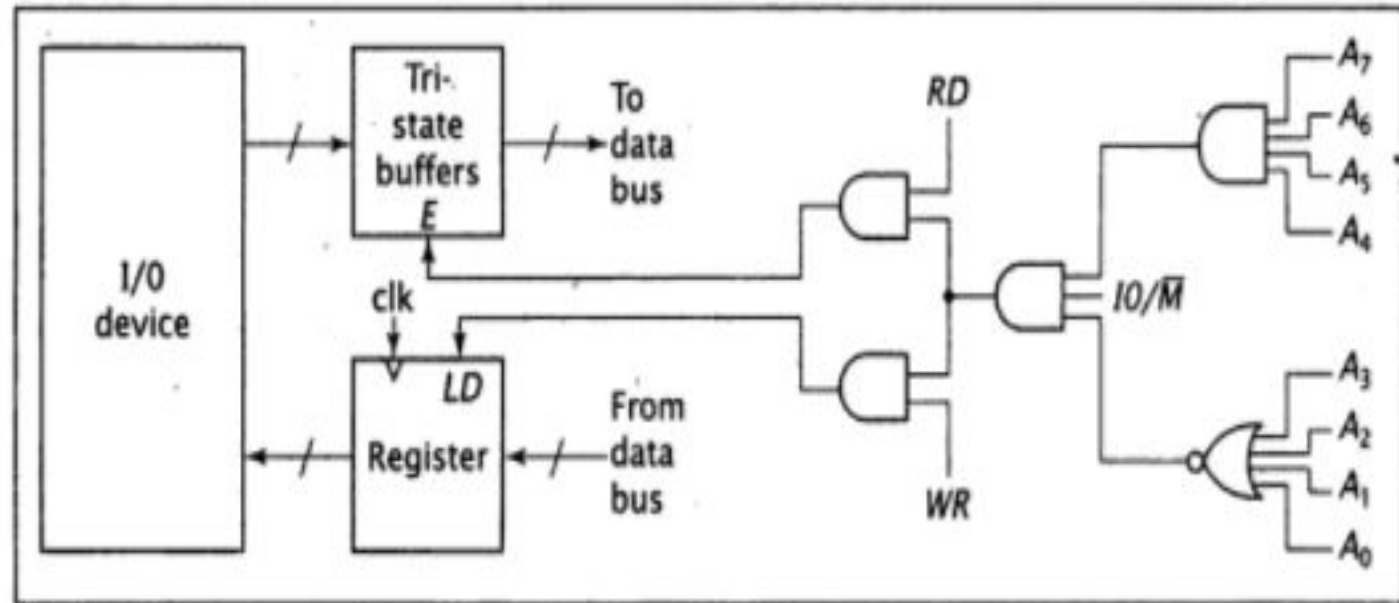 I/O
device
Tri-
state
buffers
E
To
data
bus
clk
LD
Register
From
data
bus
RD
WR
IO/M̅
A₇
A₆
A₅
A₄
A₃
A₂
A₁
A₀